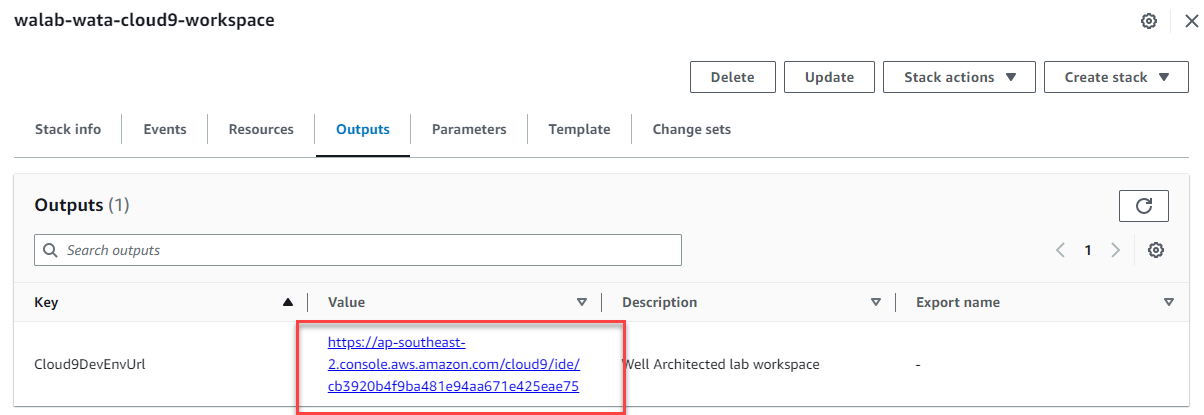 walab-wata-cloud9-workspace
Delete
Update
Stack actions
Create stack
Stack info
Events
Resources
Outputs
Parameters
Template
Change sets
Outputs (1)
Search outputs
1
Key
Value
Description
Export name
Cloud9DevEnvUrl
https://ap-southeast-
2.console.aws.amazon.com/cloud9/ide/
cb3920b4f9ba481e94aa671e425eae75
Well Architected lab workspace
-